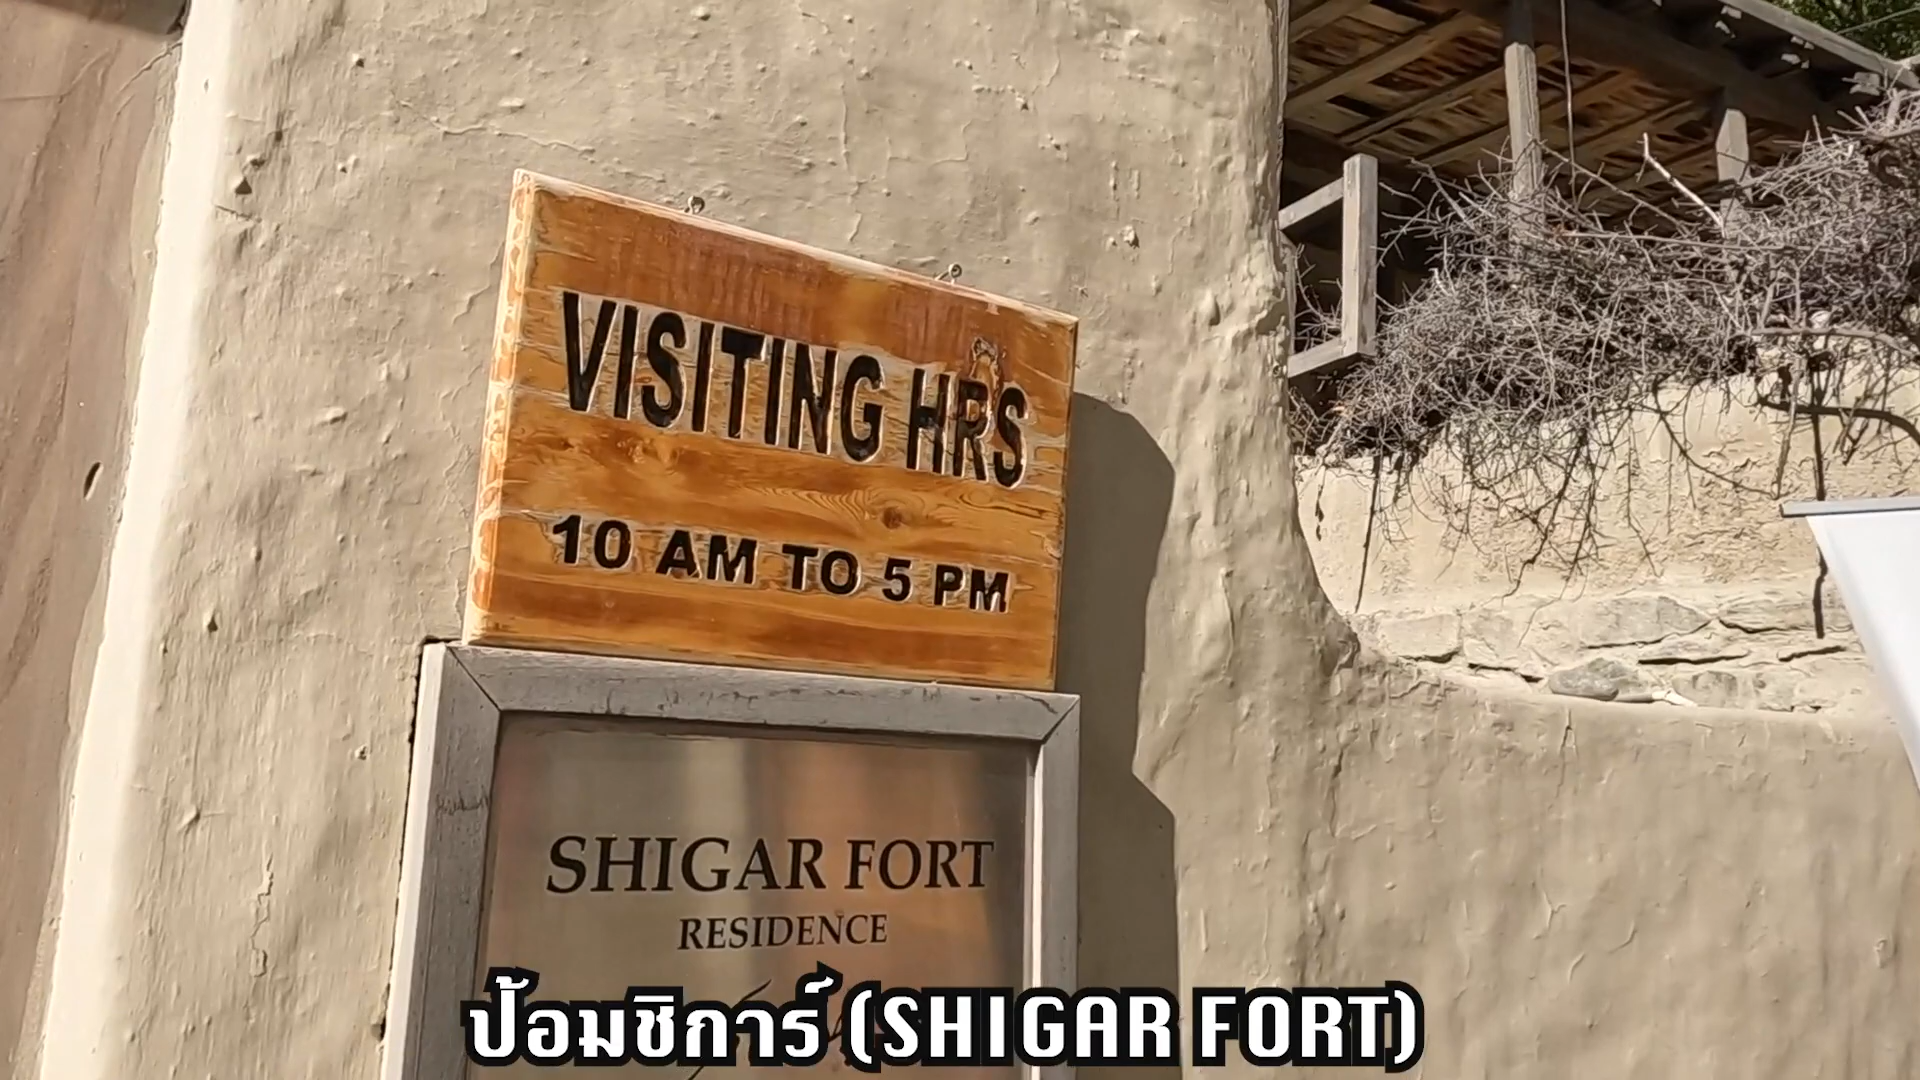 VISITING HRS
10 AM TO 5 PM
SHIGAR FORT
RESIDENCE
ป้อมชิการ์ (SHIGAR FORT)